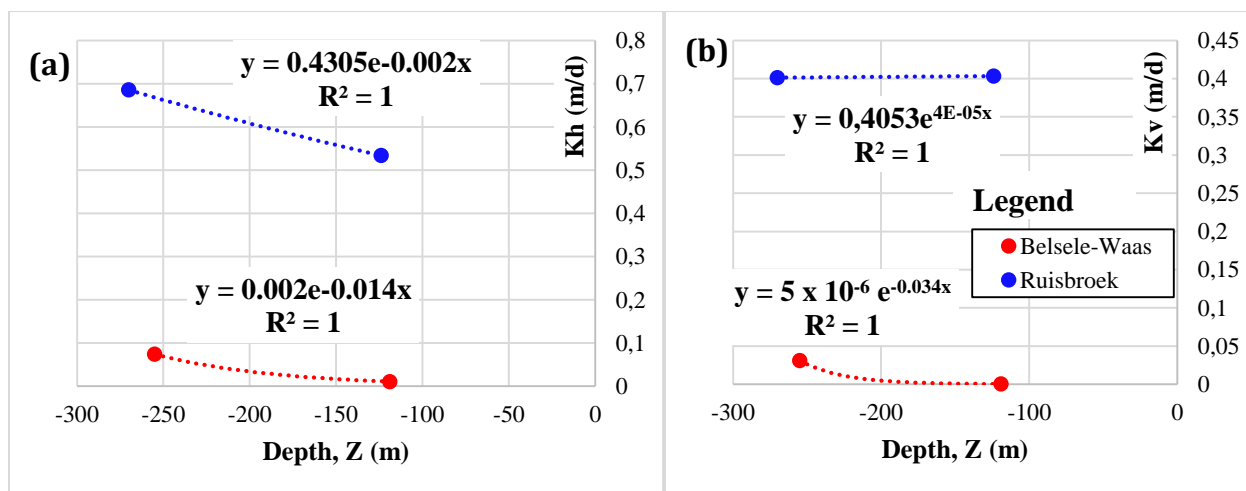 (a)
y = 0.4305e-0.002x
R² = 1
y = 0.002e-0.014x
R² = 1
0,8
0,7
0,6
0,5
0,4
0,3
0,2
0,1
0
Kh (m/d)
-300 -250 -200 -150 -100 -50 0
Depth, Z (m)
(b)
y = 0,4053e^4E-05x
R² = 1
Legend
Belsele-Waas
Ruisbroek
y = 5 x 10⁻⁶ e^-0.034x
R² = 1
0,45
0,4
0,35
0,3
0,25
0,2
0,15
0,1
0,05
0
Kv (m/d)
-300 -200 -100 0
Depth, Z (m)